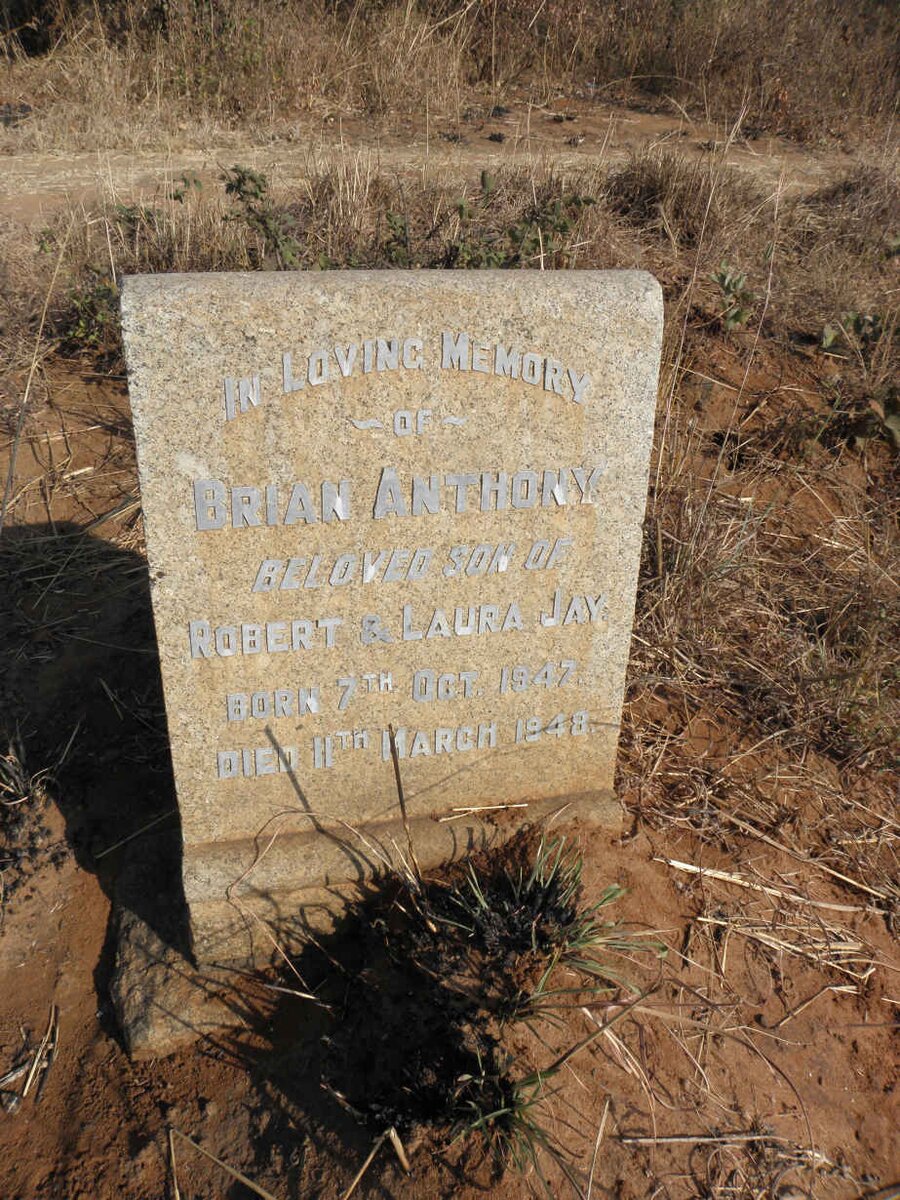 IN LOVING MEMORY
~ OF ~
BRIAN ANTHONY
BELOVED SON OF
ROBERT & LAURA JAY.
BORN 7TH OCT. 1947.
DIED 11TH MARCH 1948.